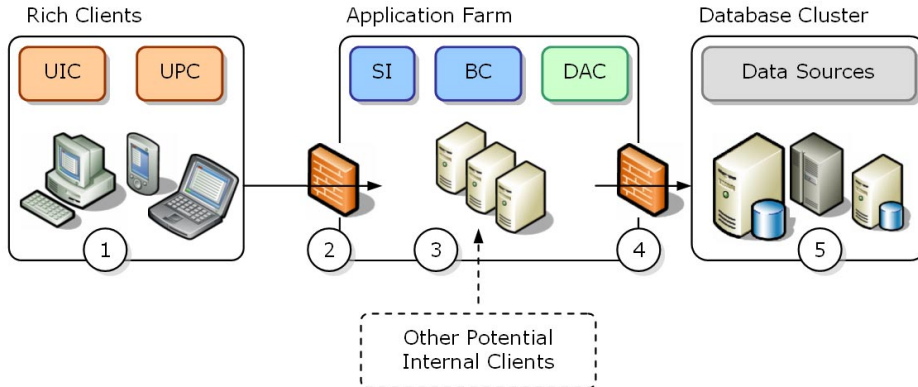 Rich Clients
Application Farm
Database Cluster
UIC
UPC
SI
BC
DAC
Data Sources
1
2
3
4
5
Other Potential
Internal Clients